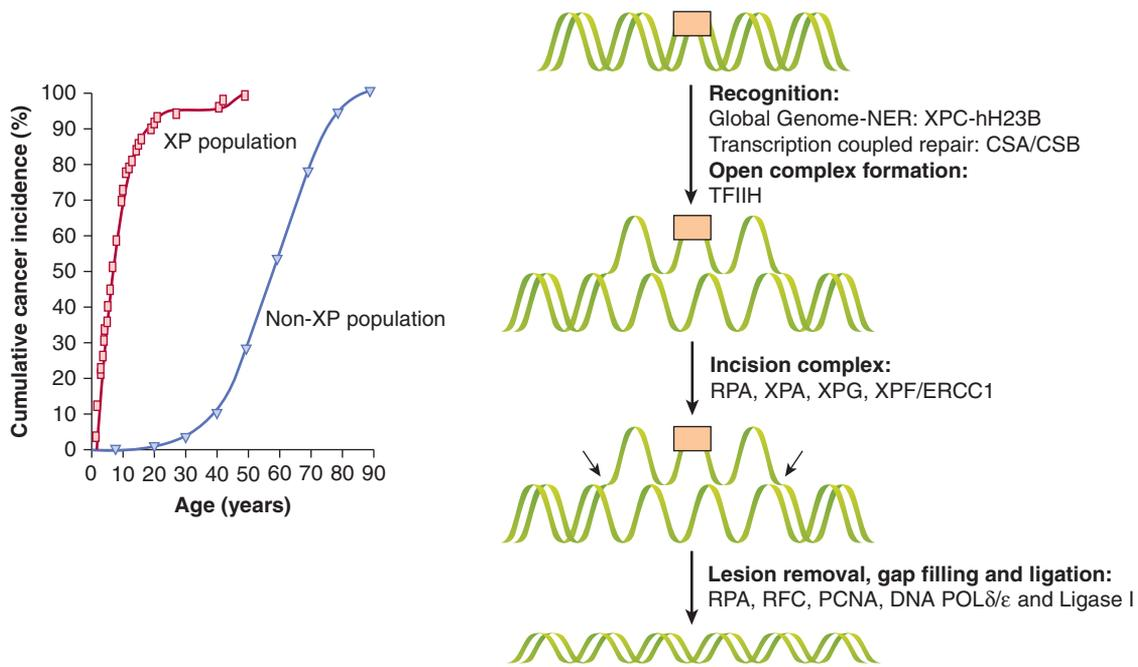 Cumulative cancer incidence (%)
100
90
80
70
60
50
40
30
20
10
0
XP population
Non-XP population
0 10 20 30 40 50 60 70 80 90
Age (years)
Recognition:
Global Genome-NER: XPC-hH23B
Transcription coupled repair: CSA/CSB
Open complex formation:
TFIIH
Incision complex:
RPA, XPA, XPG, XPF/ERCC1
Lesion removal, gap filling and ligation:
RPA, RFC, PCNA, DNA POLδ/ε and Ligase I